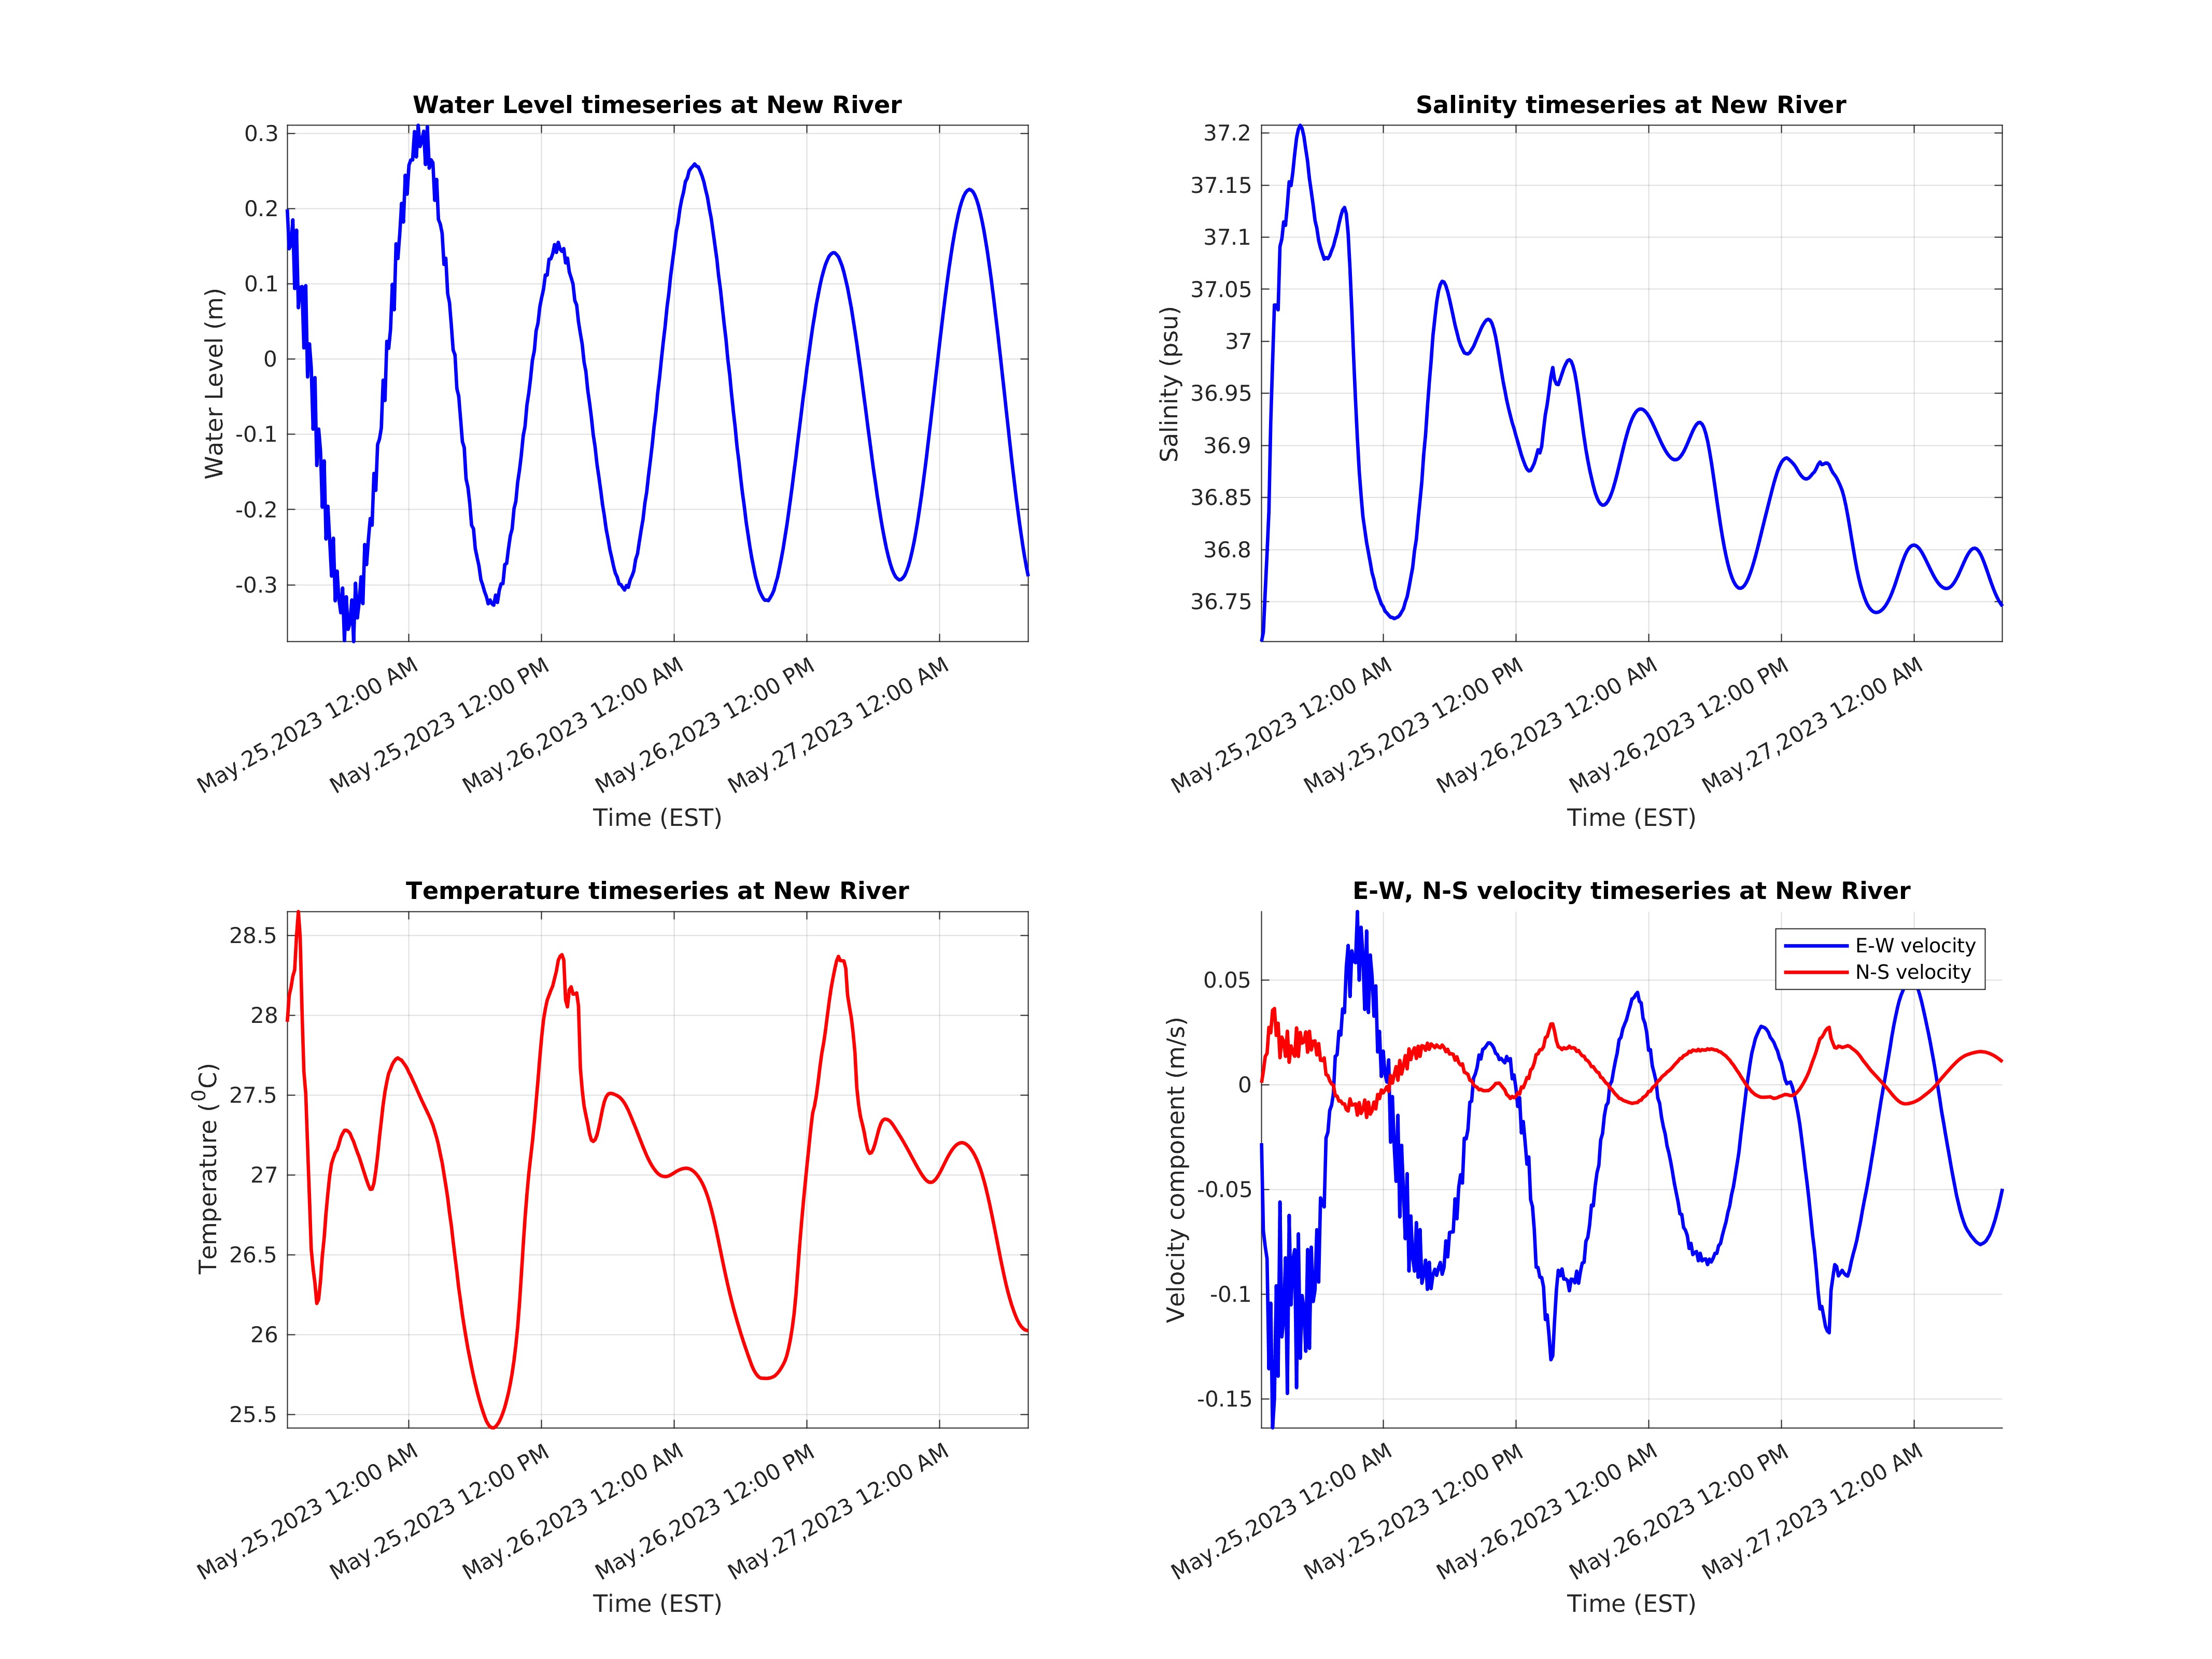 Water Level timeseries at New River
Water Level (m)
0.3
0.2
0.1
0
-0.1
-0.2
-0.3
May.25,2023 12:00 AM
May.25,2023 12:00 PM
May.26,2023 12:00 AM
May.26,2023 12:00 PM
May.27,2023 12:00 AM
Time (EST)
Salinity timeseries at New River
Salinity (psu)
37.2
37.15
37.1
37.05
37
36.95
36.9
36.85
36.8
36.75
May.25,2023 12:00 AM
May.25,2023 12:00 PM
May.26,2023 12:00 AM
May.26,2023 12:00 PM
May.27,2023 12:00 AM
Time (EST)
Temperature timeseries at New River
Temperature (⁰C)
28.5
28
27.5
27
26.5
26
25.5
May.25,2023 12:00 AM
May.25,2023 12:00 PM
May.26,2023 12:00 AM
May.26,2023 12:00 PM
May.27,2023 12:00 AM
Time (EST)
E-W, N-S velocity timeseries at New River
Velocity component (m/s)
E-W velocity
N-S velocity
0.05
0
-0.05
-0.1
-0.15
May.25,2023 12:00 AM
May.25,2023 12:00 PM
May.26,2023 12:00 AM
May.26,2023 12:00 PM
May.27,2023 12:00 AM
Time (EST)